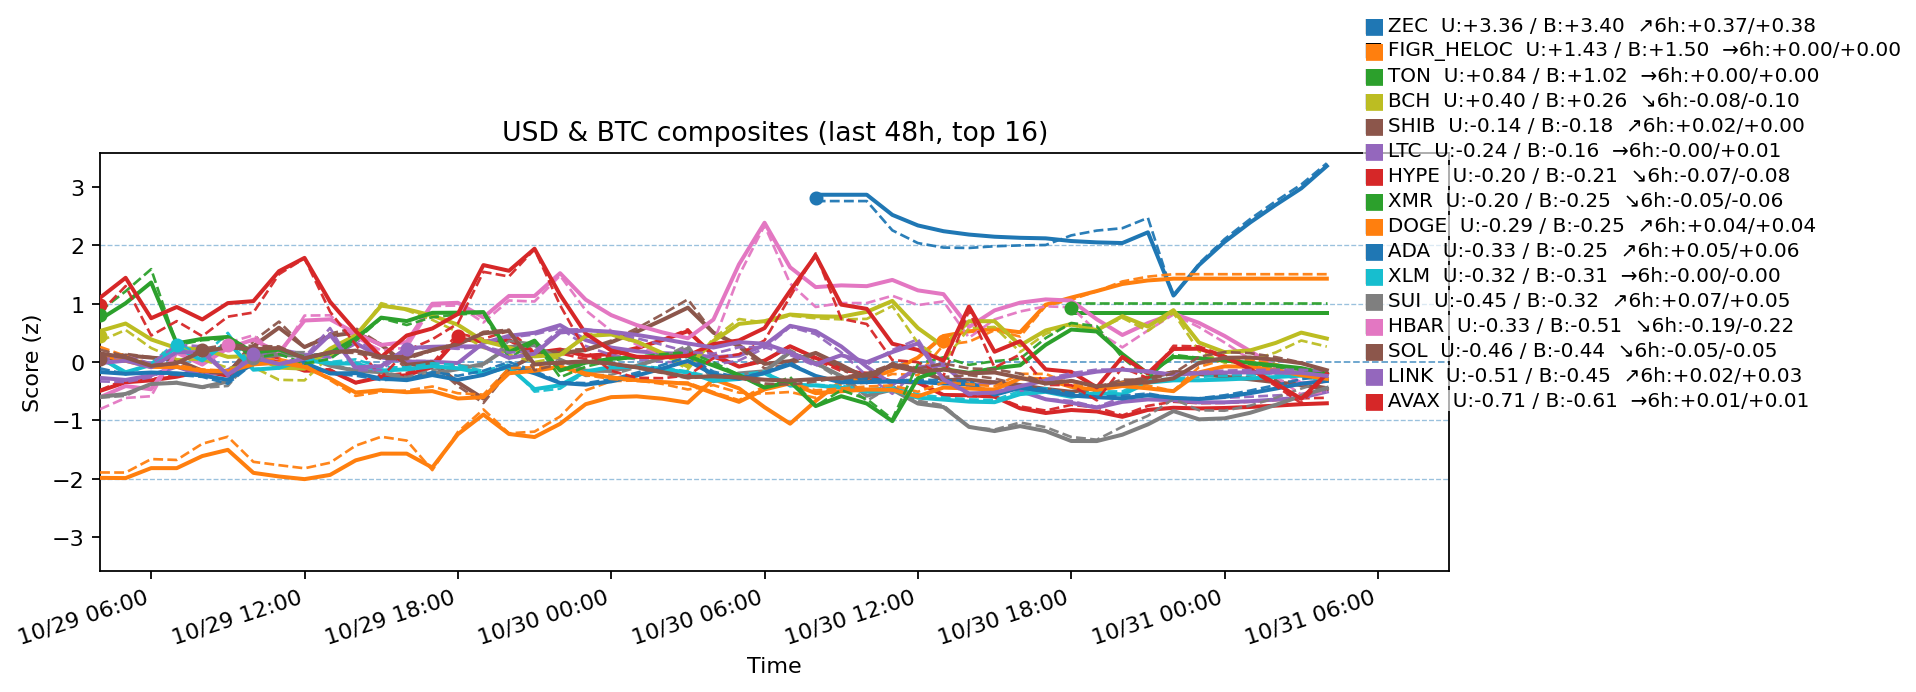 ZEC U:+3.36 / B:+3.40 ↗6h:+0.37/+0.38
FIGR_HELOC U:+1.43 / B:+1.50 →6h:+0.00/+0.00
TON U:+0.84 / B:+1.02 →6h:+0.00/+0.00
BCH U:+0.40 / B:+0.26 ↘6h:-0.08/-0.10
SHIB U:-0.14 / B:-0.18 ↗6h:+0.02/+0.00
LTC U:-0.24 / B:-0.16 →6h:-0.00/+0.01
HYPE U:-0.20 / B:-0.21 ↘6h:-0.07/-0.08
XMR U:-0.20 / B:-0.25 ↘6h:-0.05/-0.06
DOGE U:-0.29 / B:-0.25 ↗6h:+0.04/+0.04
ADA U:-0.33 / B:-0.25 ↗6h:+0.05/+0.06
XLM U:-0.32 / B:-0.31 →6h:-0.00/-0.00
SUI U:-0.45 / B:-0.32 ↗6h:+0.07/+0.05
HBAR U:-0.33 / B:-0.51 ↘6h:-0.19/-0.22
SOL U:-0.46 / B:-0.44 ↘6h:-0.05/-0.05
LINK U:-0.51 / B:-0.45 ↗6h:+0.02/+0.03
AVAX U:-0.71 / B:-0.61 →6h:+0.01/+0.01
USD & BTC composites (last 48h, top 16)
Score (z)
3
2
1
0
−1
−2
−3
10/29 06:00
10/29 12:00
10/29 18:00
10/30 00:00
10/30 06:00
10/30 12:00
10/30 18:00
10/31 00:00
10/31 06:00
Time